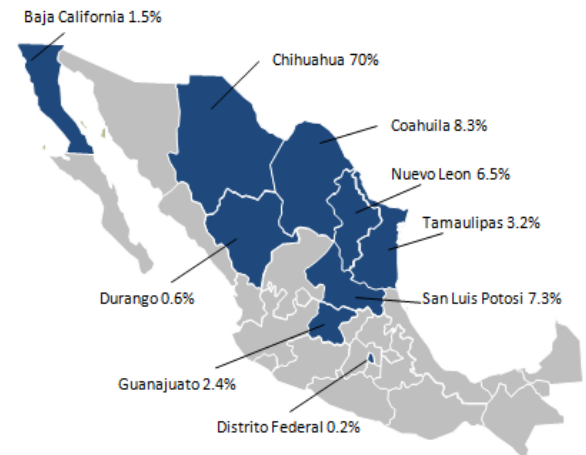 Baja California 1.5%
Chihuahua 70%
Coahuila 8.3%
Nuevo Leon 6.5%
Tamaulipas 3.2%
Durango 0.6%
San Luis Potosi 7.3%
Guanajuato 2.4%
Distrito Federal 0.2%